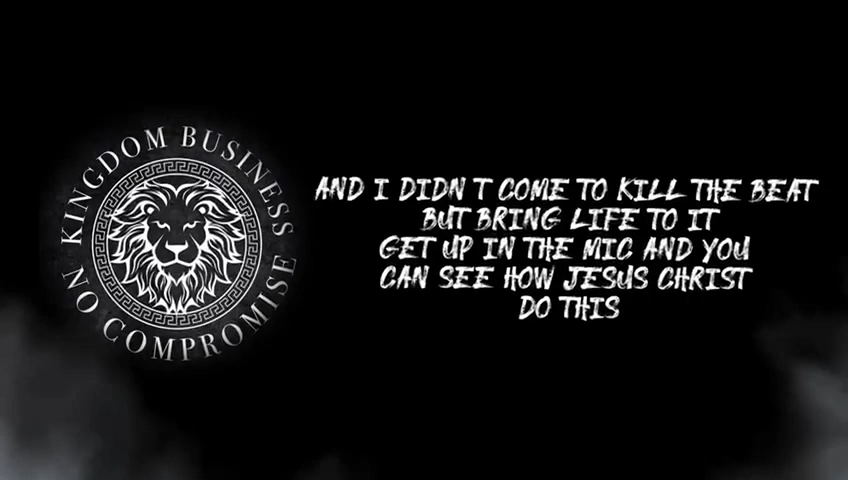 KINGDOM BUSINESS
NO COMPROMISE
AND I DIDN T COME TO KILL THE BEAT
BUT BRING LIFE TO IT
GET UP IN THE MIC AND YOU
CAN SEE HOW JESUS CHRIST
DO THIS